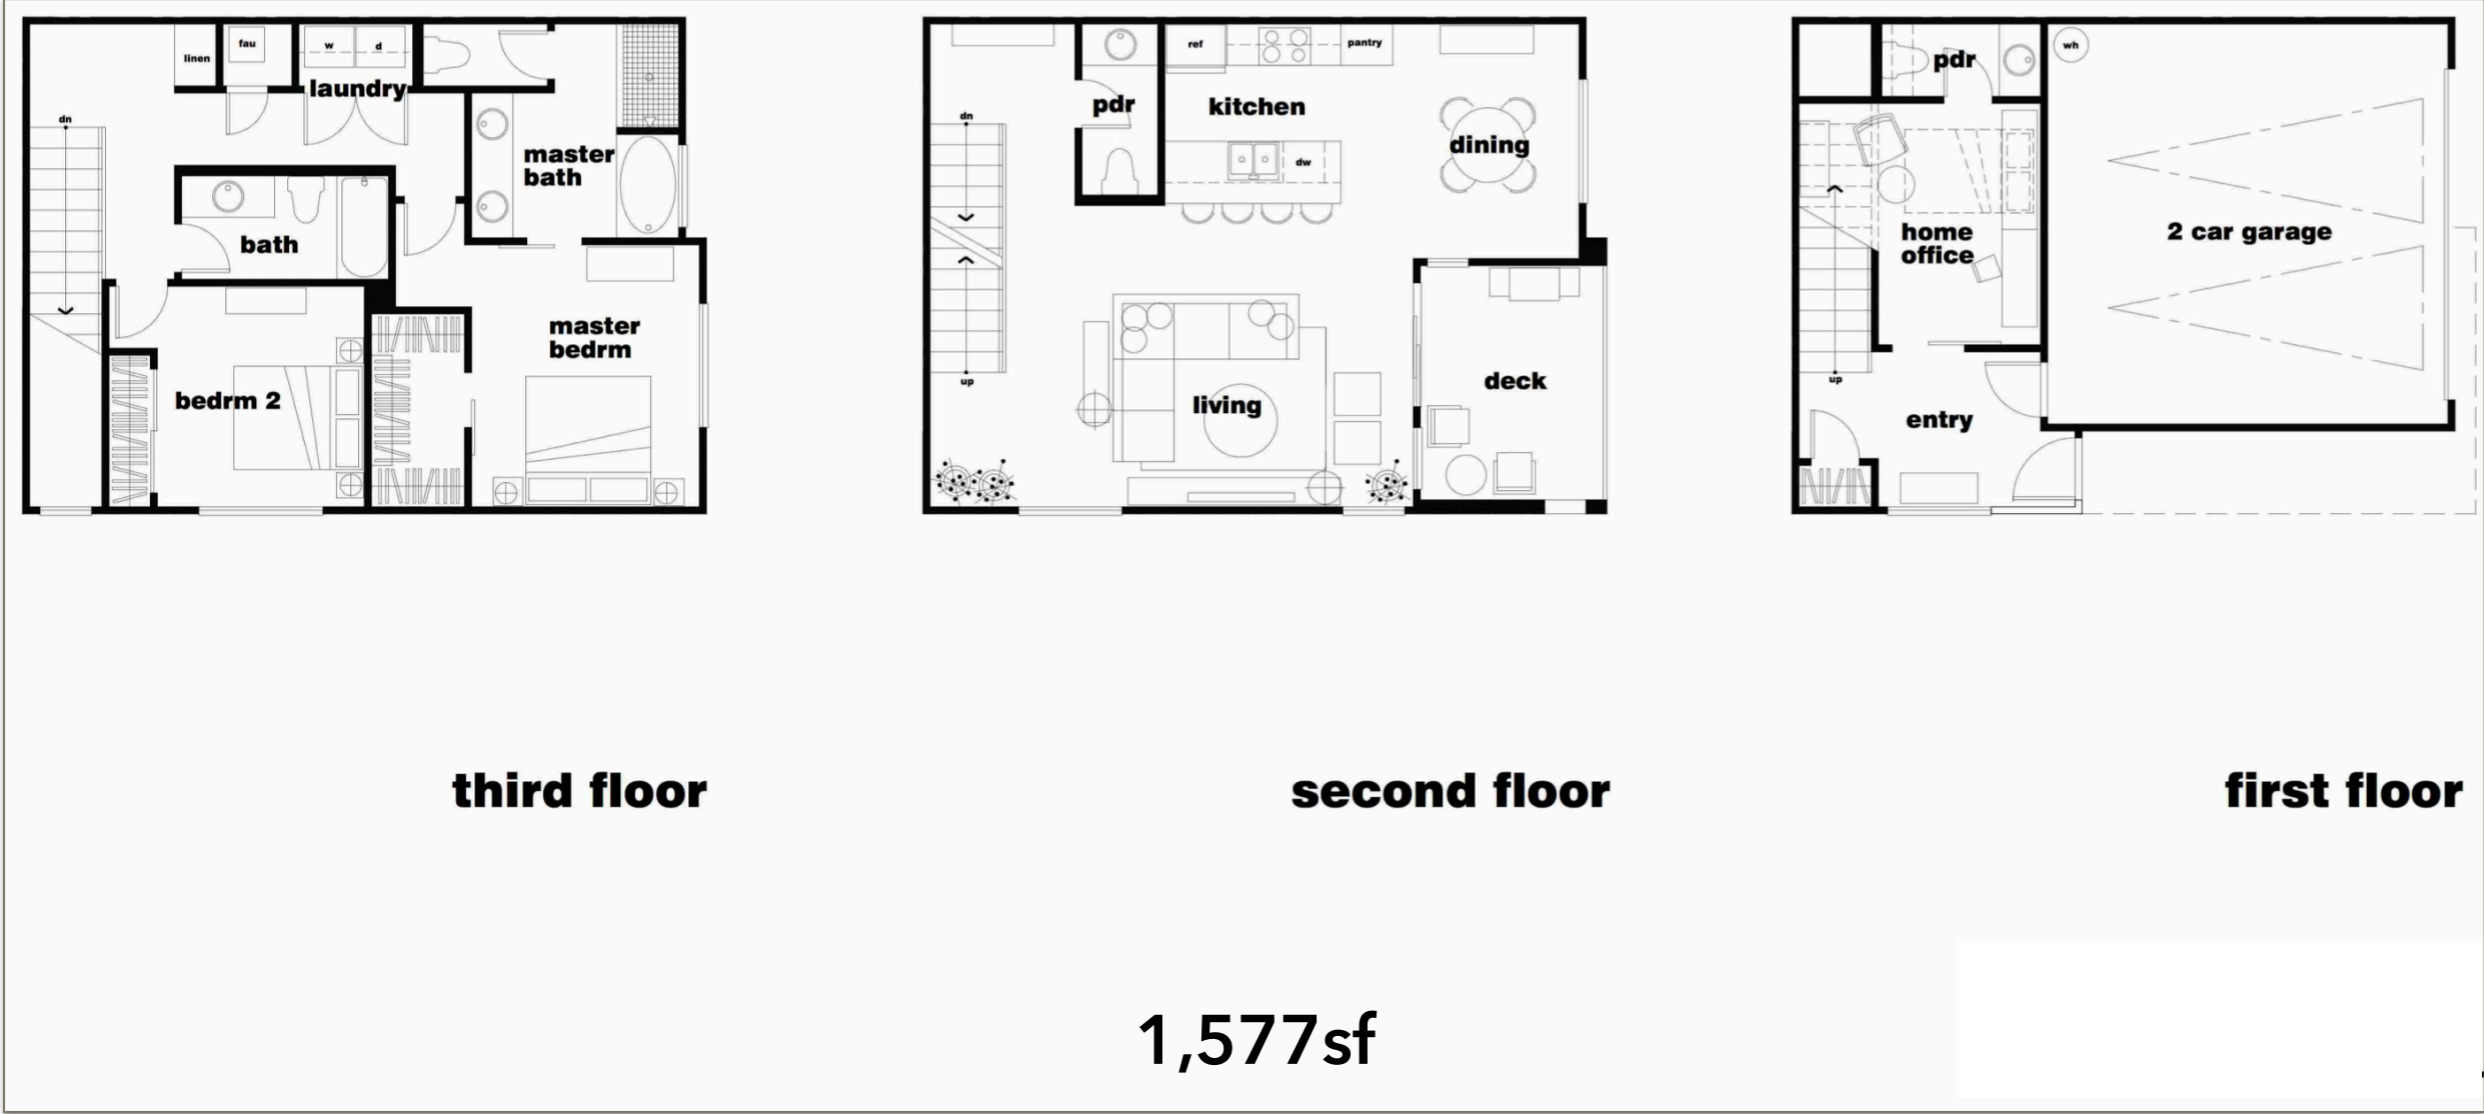 linen
fau
w
d
laundry
dn
master
bath
bath
master
bedrm
bedrm 2
third floor
dn
pdr
ref
pantry
kitchen
dw
dining
up
living
deck
second floor
pdr
wh
home
office
2 car garage
up
entry
first floor
1,577sf